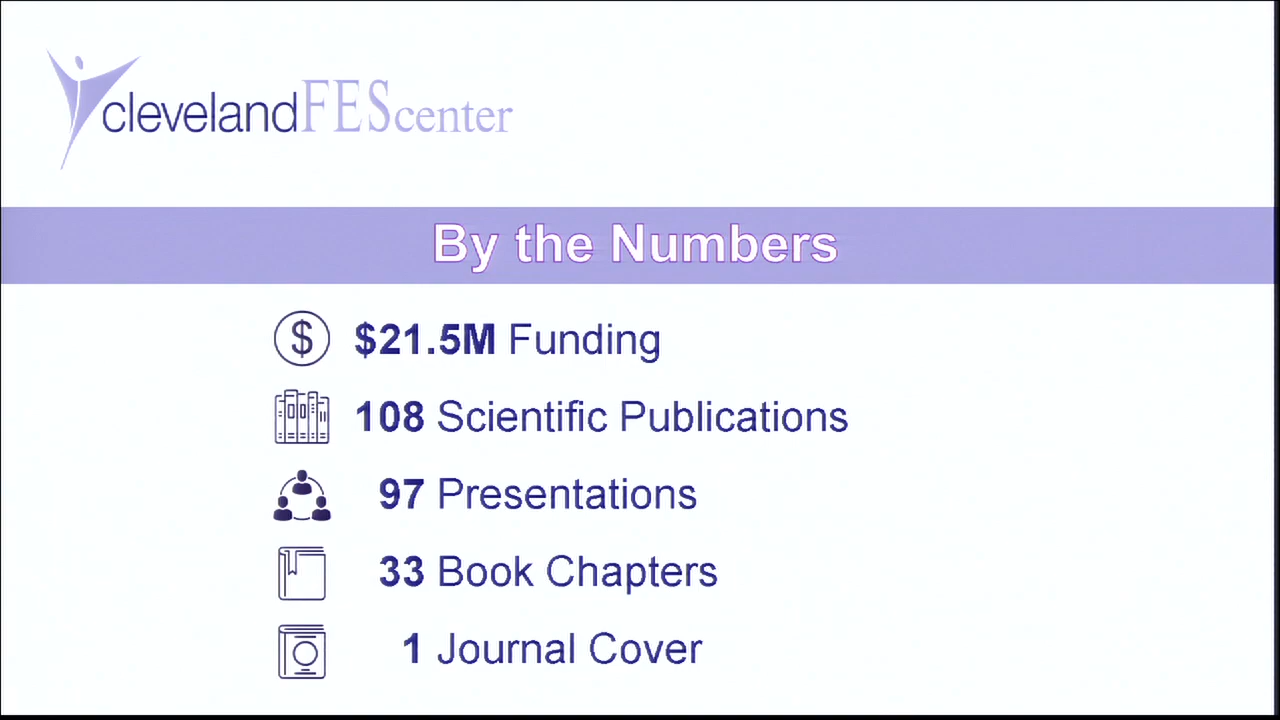 clevelandFEScenter
By the Numbers
$ $21.5M Funding
108 Scientific Publications
97 Presentations
33 Book Chapters
1 Journal Cover